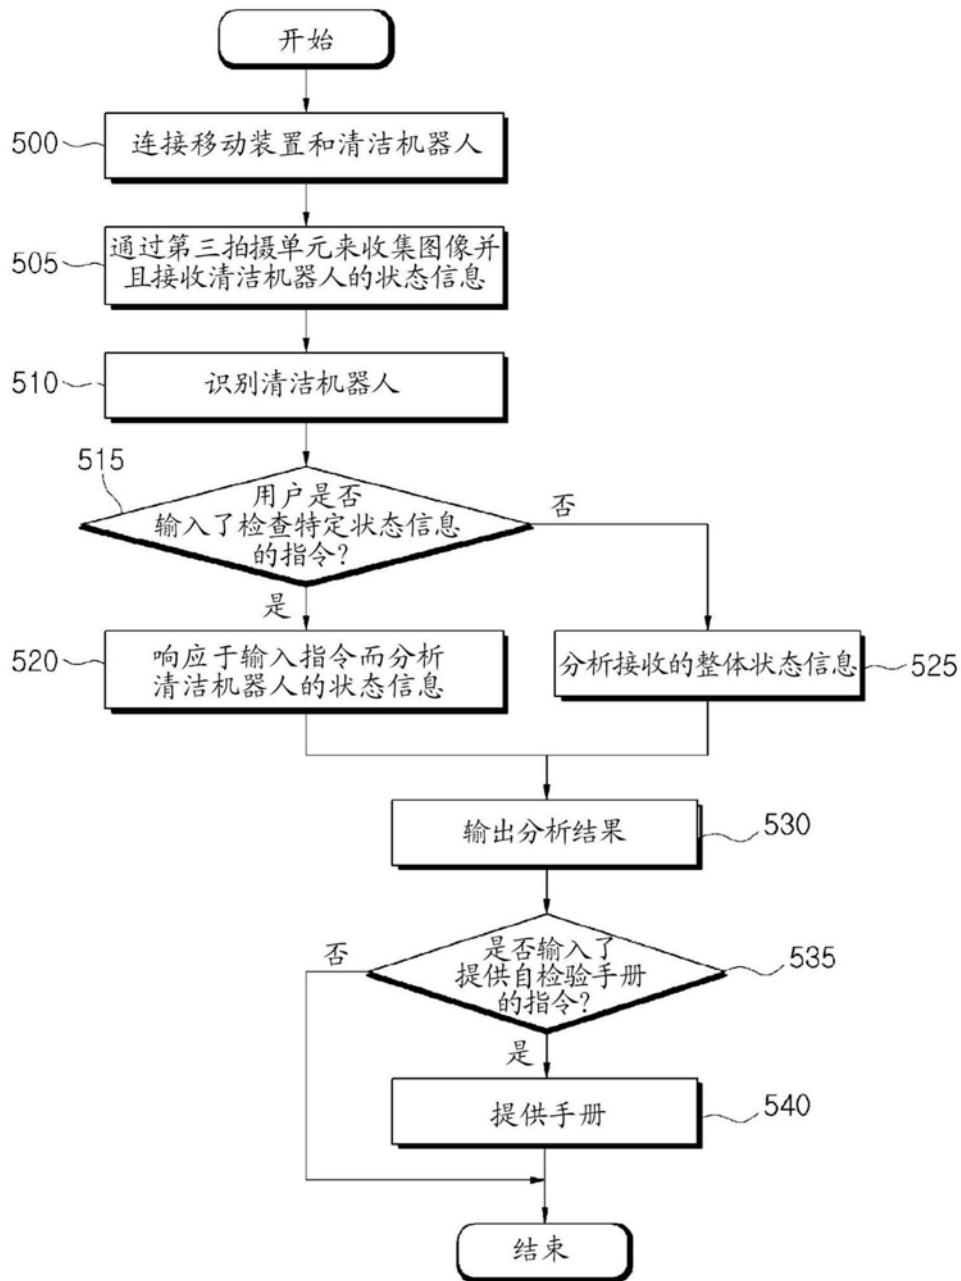 开始
500
连接移动装置和清洁机器人
505
通过第三拍摄单元来收集图像并
且接收清洁机器人的状态信息
510
识别清洁机器人
515
用户是否
输入了检查特定状态信息
的指令?
否
是
520
响应于输入指令而分析
清洁机器人的状态信息
分析接收的整体状态信息
525
输出分析结果
530
否
是否输入了
提供自检验手册
的指令?
535
是
提供手册
540
结束